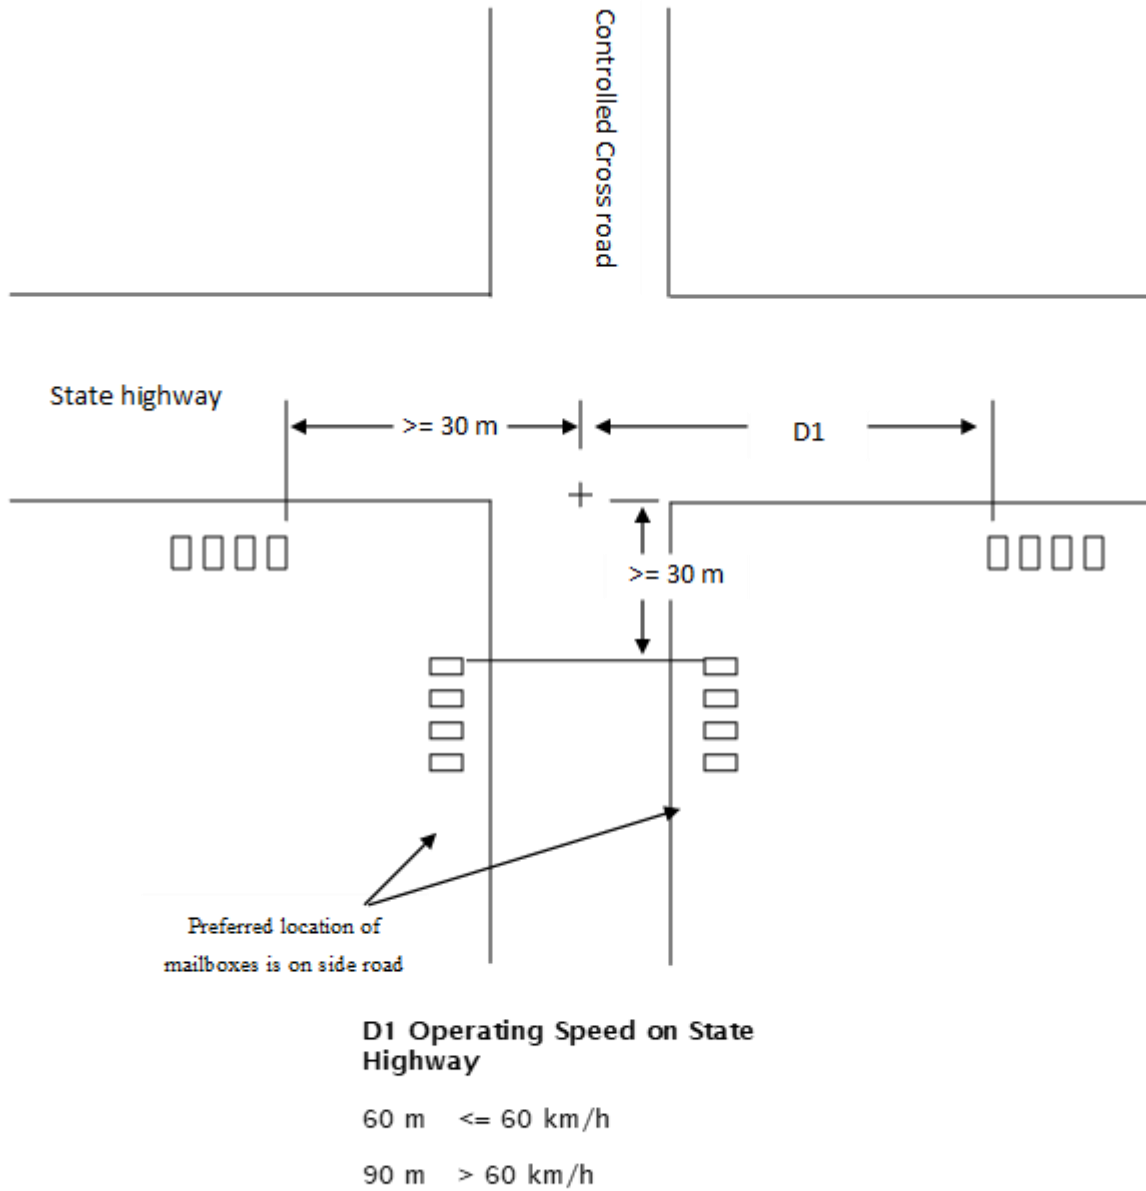 Controlled Cross road
State highway
>= 30 m
D1
>= 30 m
Preferred location of
mailboxes is on side road
D1 Operating Speed on State
Highway
60 m <= 60 km/h
90 m > 60 km/h